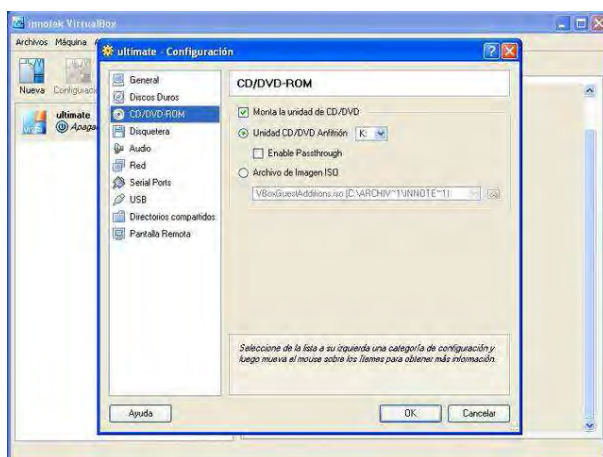 innotek VirtualBox
Archivos Máquina
Nueva
ultimate
ultimate - Configuración
General
Discos Duros
CD/DVD-ROM
Disquetera
Audio
Red
Serial Ports
USB
Directorios compartidos
Pantalla Remota
CD/DVD-ROM
Monta la unidad de CD/DVD
Unidad CD/DVD Anfitrión K:
Enable Passthrough
Archivo de Imagen ISO
VBoxGuestAdditions.iso (C:\ARCHIV~1\INNOTE~1)
Seleccione de la lista a su izquierda una categoría de configuración y
luego mueva el mouse sobre los ítemes para obtener más información.
Ayuda
OK
Cancelar